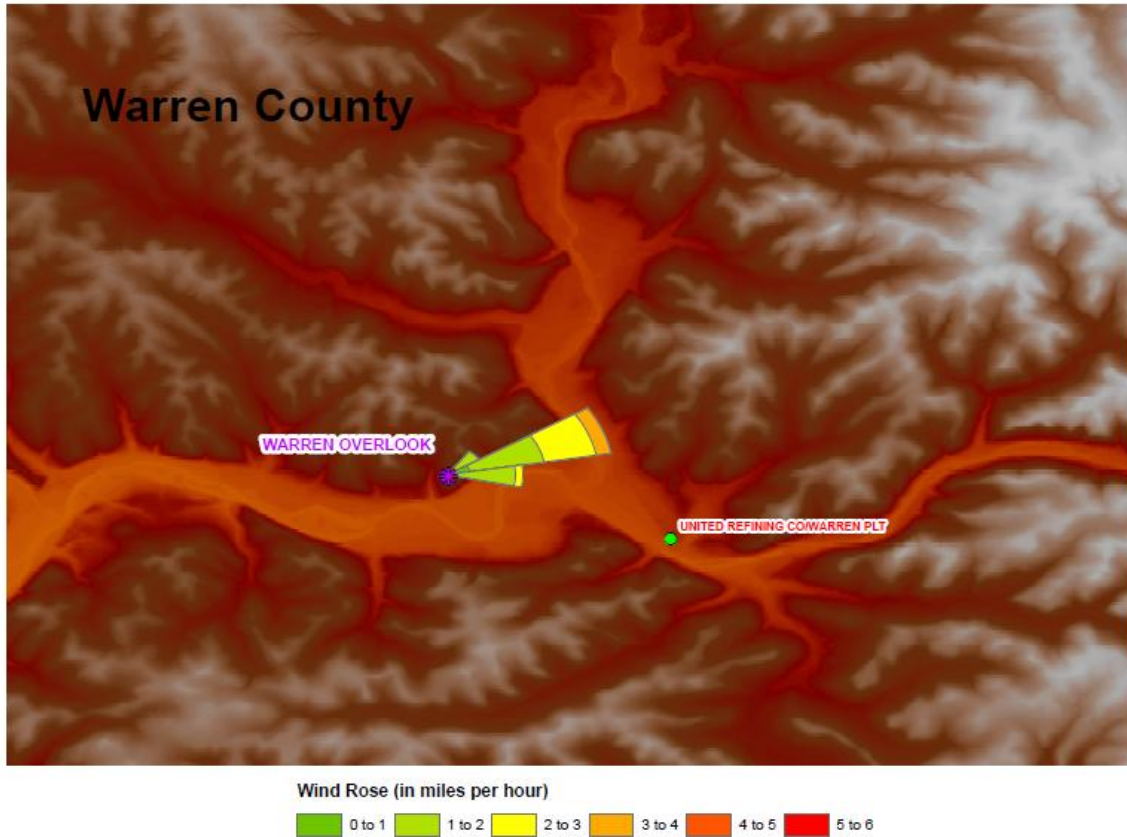 Warren County
WARREN OVERLOOK
UNITED REFINING CO/WARREN PLT
Wind Rose (in miles per hour)
0 to 1 1 to 2 2 to 3 3 to 4 4 to 5 5 to 6